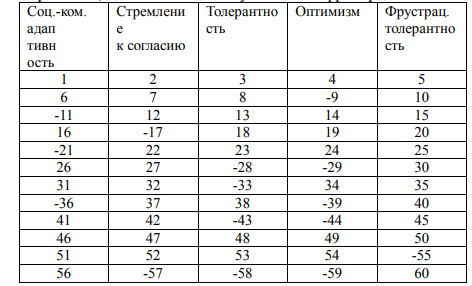 Соц.-ком. Стремлени Толерантно Оптимизм Фрустрац.
адап е сть толерантно
тивн к согласию сть
ость
1 2 3 4 5
6 7 8 -9 10
-11 12 13 14 15
16 -17 18 19 20
-21 22 23 24 25
26 27 -28 -29 30
31 32 -33 34 35
-36 37 38 -39 40
41 42 -43 -44 45
46 47 48 49 50
51 52 53 54 -55
56 -57 -58 -59 60